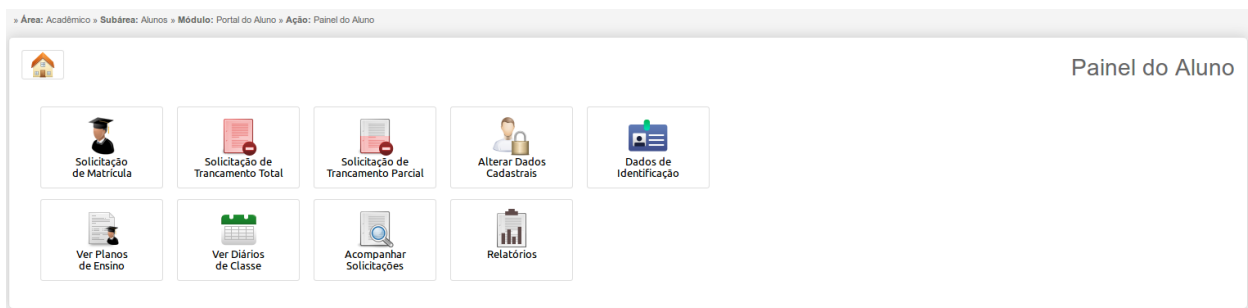 » Área: Acadêmico » Subárea: Alunos » Módulo: Portal do Aluno » Ação: Painel do Aluno
Painel do Aluno
Solicitação
de Matrícula
Solicitação de
Trancamento Total
Solicitação de
Trancamento Parcial
Alterar Dados
Cadastrais
Dados de
Identificação
Ver Planos
de Ensino
Ver Diários
de Classe
Acompanhar
Solicitações
Relatórios